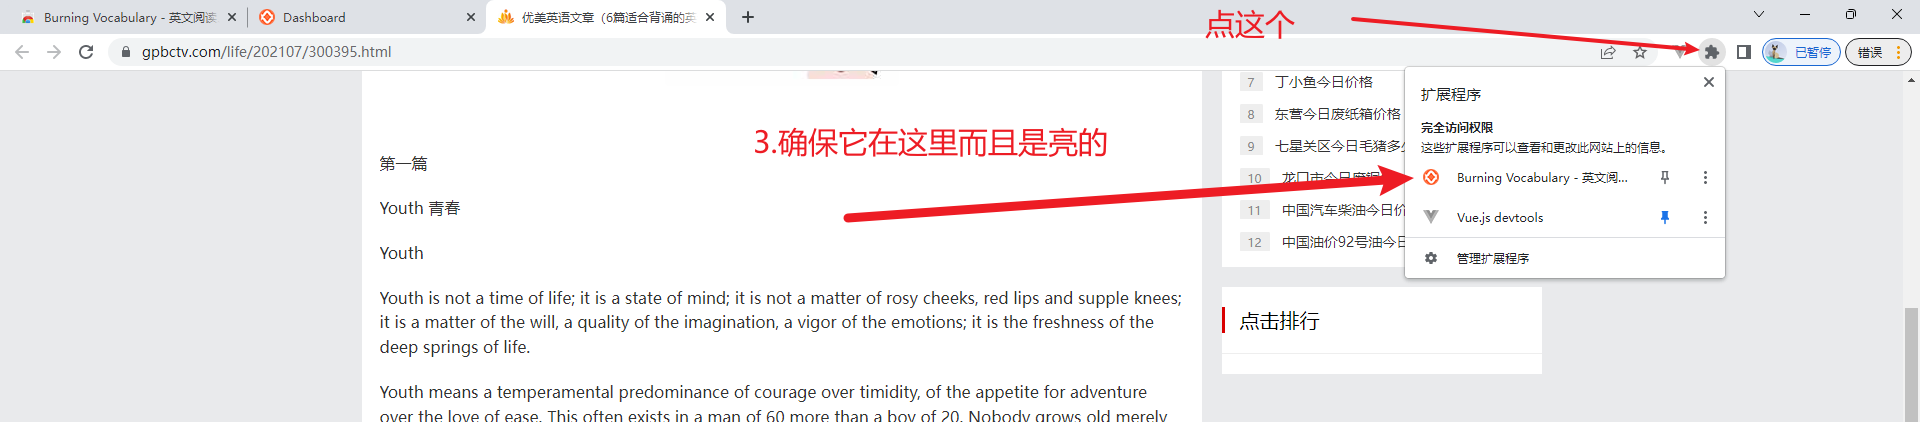 Burning Vocabulary - 英文阅读
Dashboard
优美英语文章（6篇适合背诵的英
点这个
gpbctv.com/life/202107/300395.html
已暂停
错误
3.确保它在这里而且是亮的
第一篇
Youth 青春
Youth
Youth is not a time of life; it is a state of mind; it is not a matter of rosy cheeks, red lips and supple knees;
it is a matter of the will, a quality of the imagination, a vigor of the emotions; it is the freshness of the
deep springs of life.
Youth means a temperamental predominance of courage over timidity, of the appetite for adventure
over the love of ease. This often exists in a man of 60 more than a boy of 20. Nobody grows old merely
7 丁小鱼今日价格
8 东营今日废纸箱价格
9 七星关区今日毛猪多少
10 龙口市今日废铜
11 中国汽车柴油今日价
12 中国油价92号油今日
点击排行
扩展程序
完全访问权限
这些扩展程序可以查看和更改此网站上的信息。
Burning Vocabulary - 英文阅...
Vue.js devtools
管理扩展程序